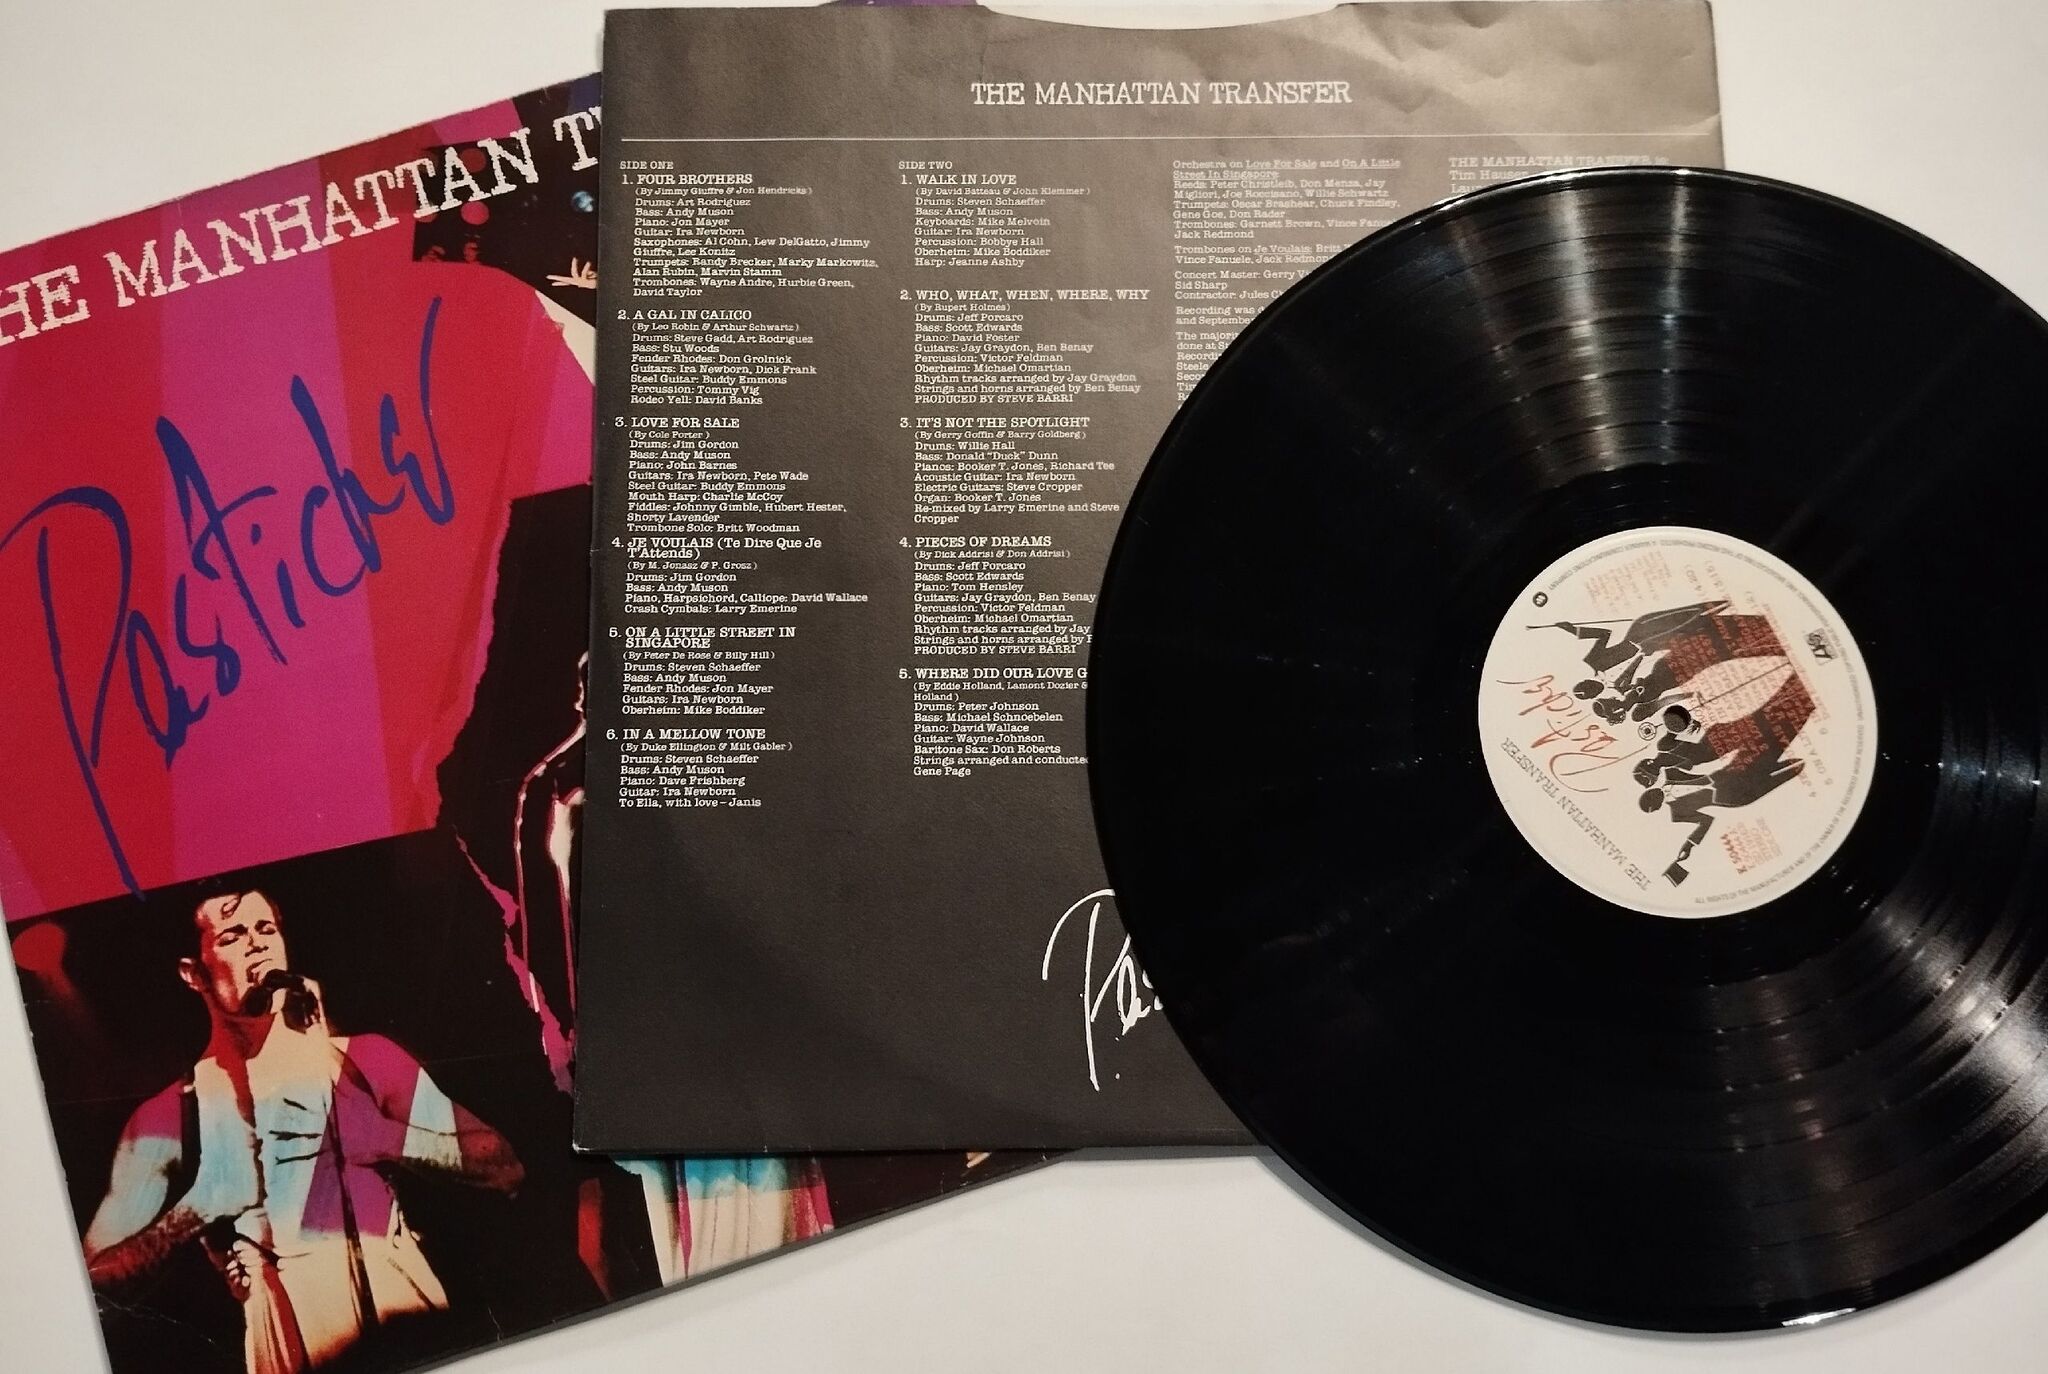 THE MANHATTAN
Pastiche
THE MANHATTAN TRANSFER
SIDE ONE
1. FOUR BROTHERS
(By Jimmy Giuffre & Jon Hendricks)
Drums: Art Rodriguez
Bass: Andy Muson
Piano: Jon Mayer
Guitar: Ira Newborn
Saxophones: Al Cohn, Lew DelGatto, Jimmy
Giuffre, Lee Konitz
Trumpets: Randy Brecker, Marky Markowitz,
Alan Rubin, Marvin Stamm
Trombones: Wayne Andre, Hurbie Green,
David Taylor
2. A GAL IN CALICO
(By Leo Robin & Arthur Schwartz)
Drums: Steve Gadd, Art Rodriguez
Bass: Stu Woods
Fender Rhodes: Don Grolnick
Guitars: Ira Newborn, Dick Frank
Steel Guitar: Buddy Emmons
Percussion: Tommy Vig
Rodeo Yell: David Banks
3. LOVE FOR SALE
(By Cole Porter)
Drums: Jim Gordon
Bass: Andy Muson
Piano: John Barnes
Guitars: Ira Newborn, Pete Wade
Steel Guitar: Buddy Emmons
Mouth Harp: Charlie McCoy
Fiddles: Johnny Gimble, Hubert Hester,
Shorty Lavender
Trombone Solo: Britt Woodman
4. JE VOULAIS (Te Dire Que Je
T'Attends)
(By M. Jonasz & P. Grosz)
Drums: Jim Gordon
Bass: Andy Muson
Piano, Harpsichord, Calliope: David Wallace
Crash Cymbals: Larry Emerine
5. ON A LITTLE STREET IN
SINGAPORE
(By Peter De Rose & Billy Hill)
Drums: Steven Schaeffer
Bass: Andy Muson
Fender Rhodes: Jon Mayer
Guitars: Ira Newborn
Oberheim: Mike Boddiker
6. IN A MELLOW TONE
(By Duke Ellington & Milt Gabler)
Drums: Steven Schaeffer
Bass: Andy Muson
Piano: Dave Frishberg
Guitar: Ira Newborn
To Ella, with love – Janis
SIDE TWO
1. WALK IN LOVE
(By David Batteau & John Klemmer)
Drums: Steven Schaeffer
Bass: Andy Muson
Keyboards: Mike Melvoin
Guitar: Ira Newborn
Percussion: Bobbye Hall
Oberheim: Mike Boddiker
Harp: Jeanne Ashby
2. WHO, WHAT, WHEN, WHERE, WHY
(By Rupert Holmes)
Drums: Jeff Porcaro
Bass: Scott Edwards
Piano: David Foster
Guitars: Jay Graydon, Ben Benay
Percussion: Victor Feldman
Oberheim: Michael Omartian
Rhythm tracks arranged by Jay Graydon
Strings and horns arranged by Ben Benay
PRODUCED BY STEVE BARRI
3. IT'S NOT THE SPOTLIGHT
(By Gerry Goffin & Barry Goldberg)
Drums: Willie Hall
Bass: Donald "Duck" Dunn
Pianos: Booker T. Jones, Richard Tee
Acoustic Guitar: Ira Newborn
Electric Guitars: Steve Cropper
Organ: Booker T. Jones
Re-mixed by Larry Emerine and Steve
Cropper
4. PIECES OF DREAMS
(By Dick Addrisi & Don Addrisi)
Drums: Jeff Porcaro
Bass: Scott Edwards
Piano: Tom Hensley
Guitars: Jay Graydon, Ben Benay
Percussion: Victor Feldman
Oberheim: Michael Omartian
Rhythm tracks arranged by Jay
Strings and horns arranged by
PRODUCED BY STEVE BARRI
5. WHERE DID OUR LOVE
(By Eddie Holland, Lamont Dozier &
Holland)
Drums: Peter Johnson
Bass: Michael Schnoebelen
Piano: David Wallace
Guitar: Wayne Johnson
Baritone Sax: Don Roberts
Strings arranged and conducted
Gene Page
Orchestra on Love For Sale and On A Little
Street In Singapore:
Reeds: Peter Christleib, Don Menza, Jay
Migliori, Joe Roccisano, Willie Schwartz
Trumpets: Oscar Brashear, Chuck Findley,
Gene Goe, Don Rader
Trombones: Garnett Brown, Vince Fanuele,
Jack Redmond
Trombones on Je Voulais: Britt
Vince Fanuele, Jack Redmond
Concert Master: Gerry
Sid Sharp
Contractor: Jules
Recording was
and September
The majority
done at
THE MANHATTAN TRANSFER is:
Tim Hauser
Pastiche
THE MANHATTAN TRANSFER
K 50444